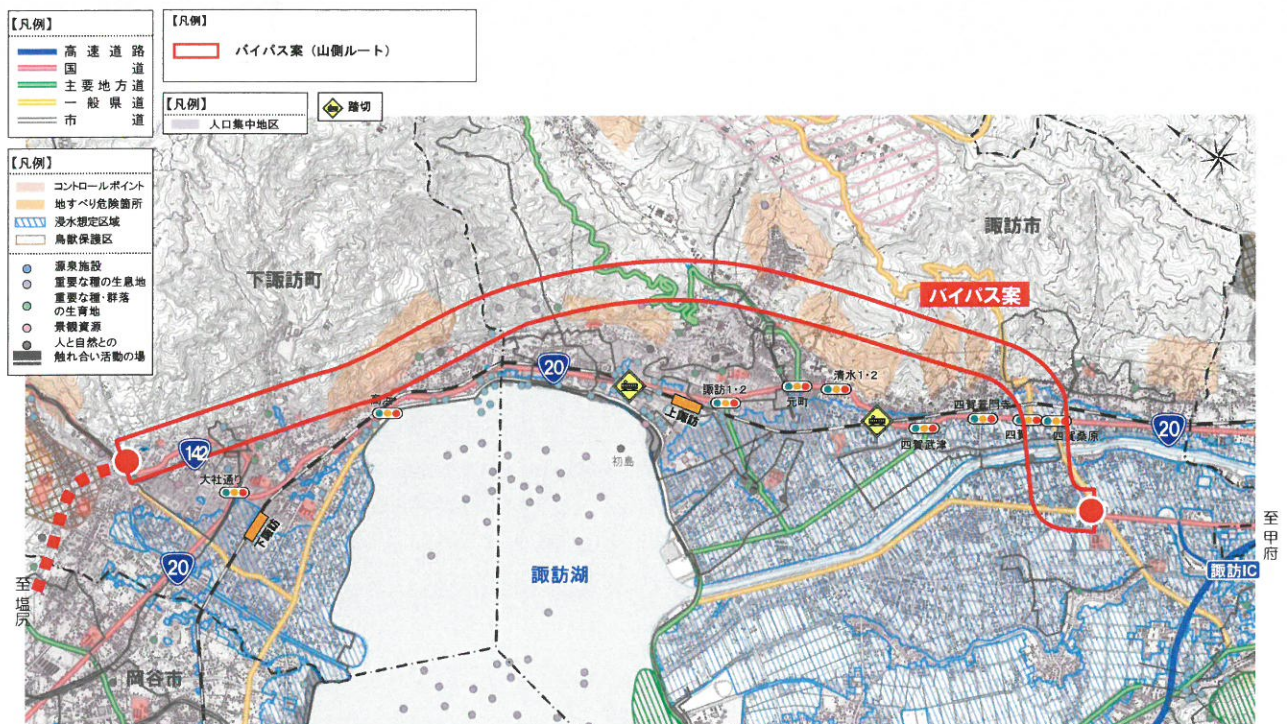 【凡例】
高速道路
国道
主要地方道
一般県道
市道
【凡例】
バイパス案（山側ルート）
【凡例】
人口集中地区
踏切
【凡例】
コントロールポイント
地すべり危険箇所
浸水想定区域
鳥獣保護区
源泉施設
重要な種の生息地
重要な種・群落
の生育地
景観資源
人と自然との
触れ合い活動の場
諏訪市
下諏訪町
バイパス案
20
諏訪1・2
元町
清水1・2
上諏訪
四賀武津
四賀
四賀桑原
20
142
大社通り
下諏訪
初島
20
諏訪湖
至甲府
諏訪IC
至塩尻
岡谷市